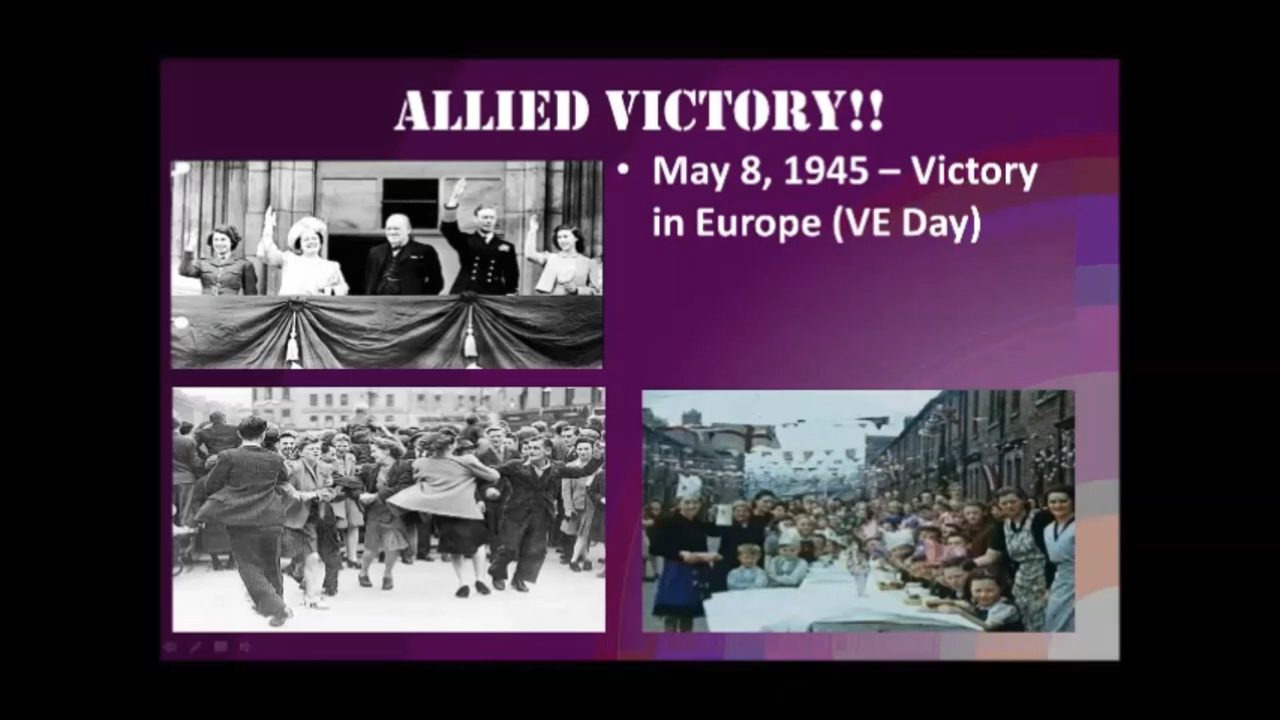 ALLIED VICTORY!!
• May 8, 1945 – Victory
in Europe (VE Day)